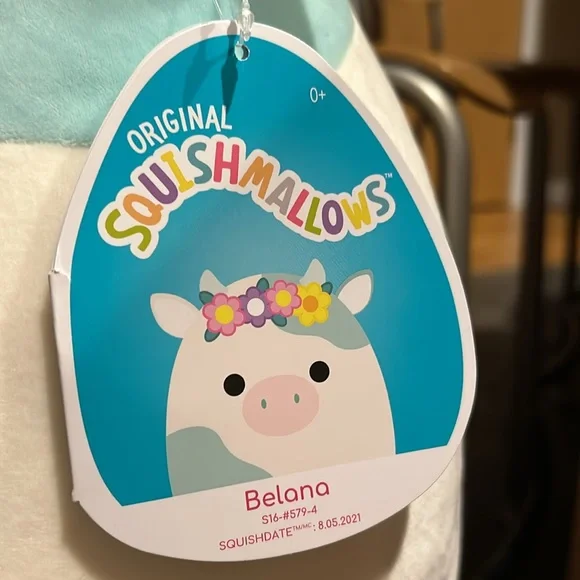 0+
ORIGINAL
SQUISHMALLOWS™
Belana
S16-#579-4
SQUISHDATE™/MC: 8.05.2021